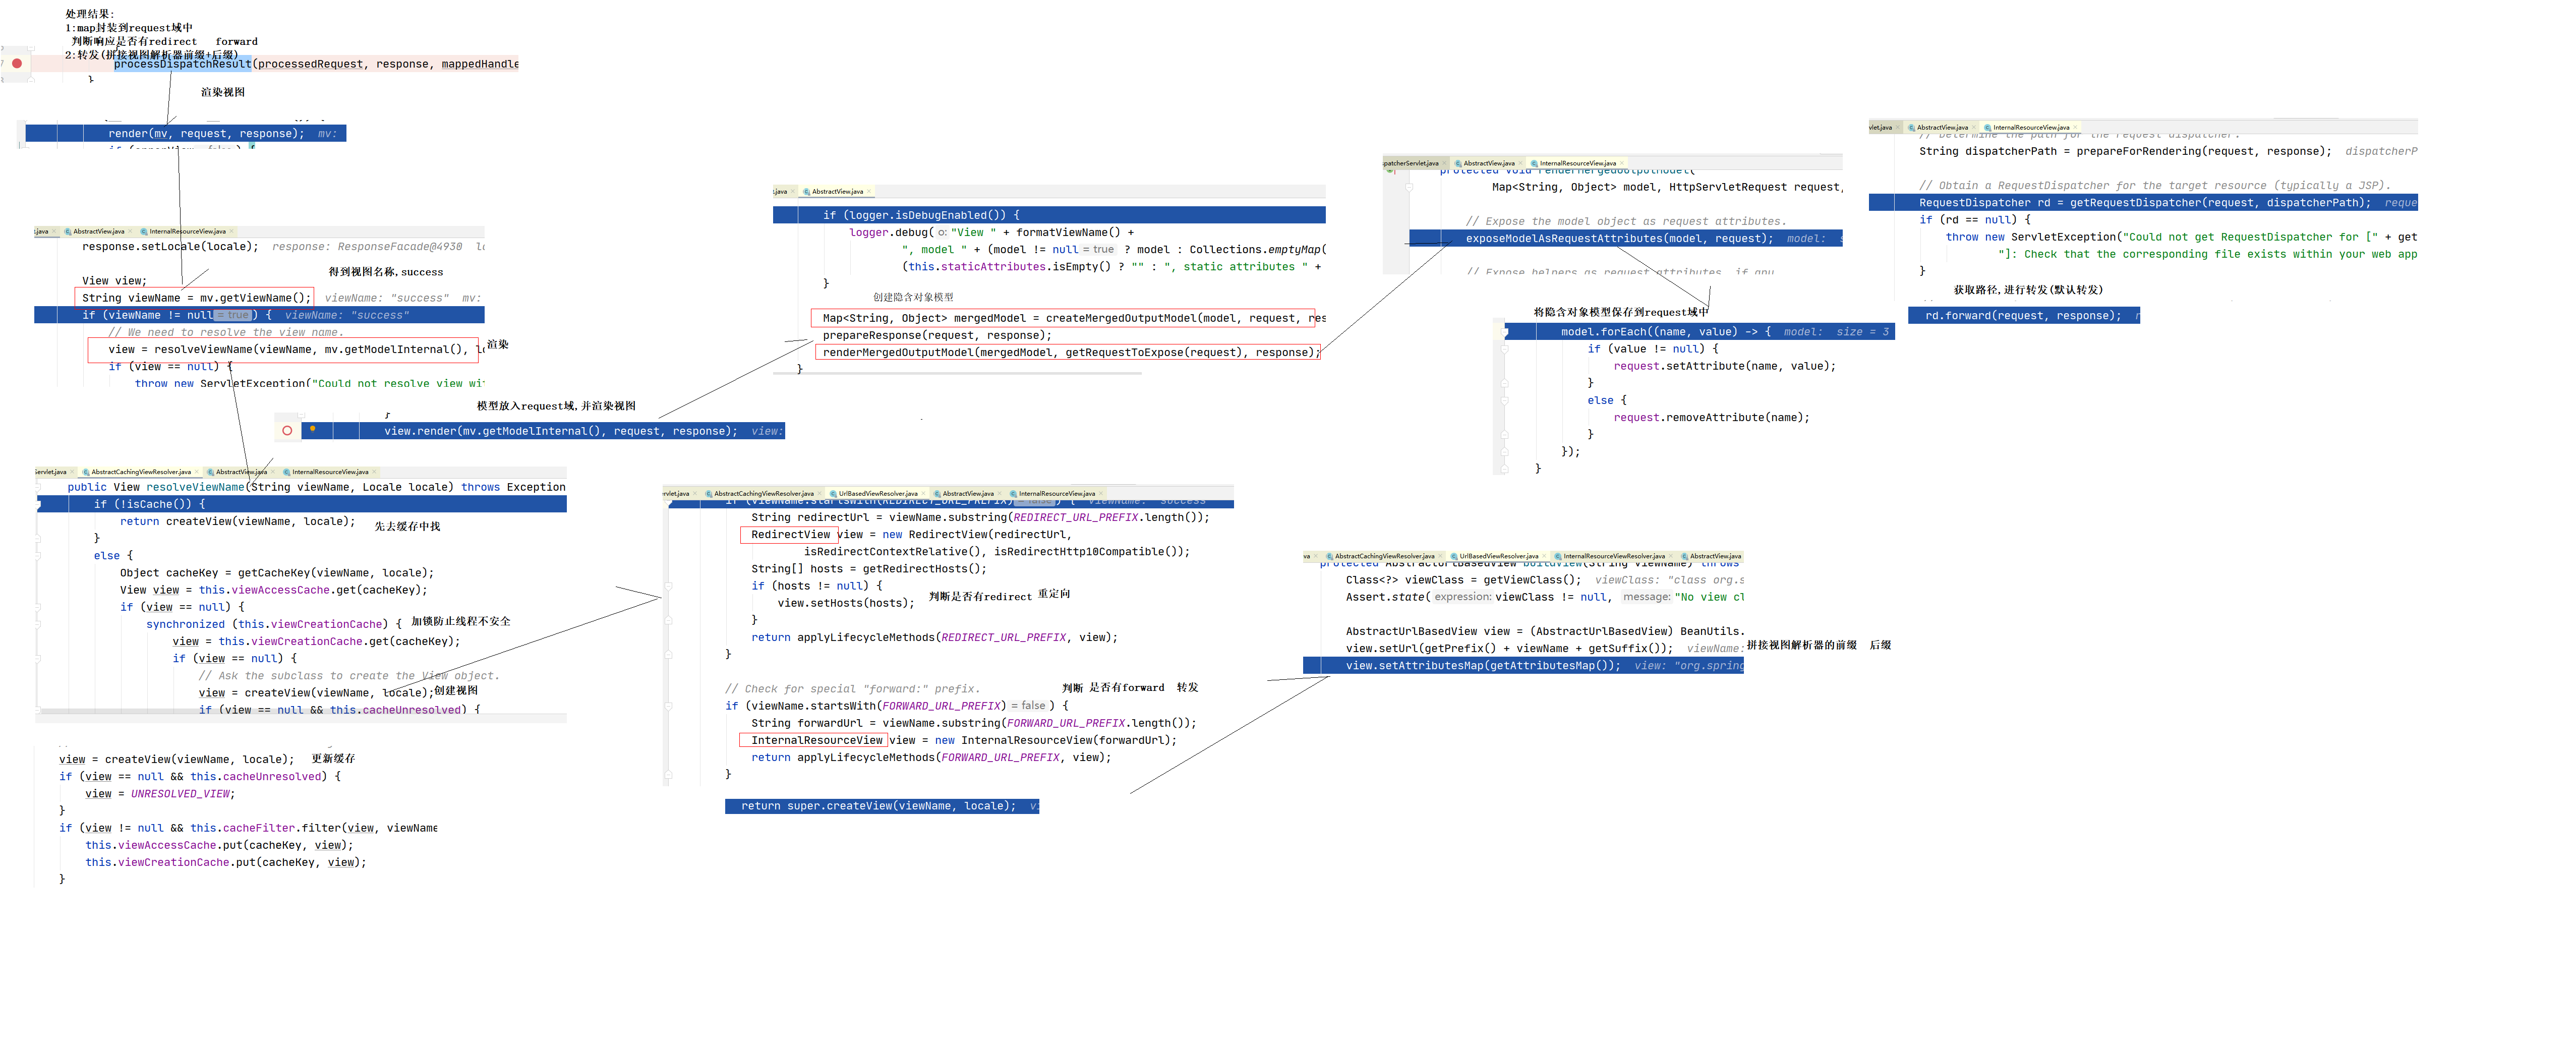 处理结果:
1:map封装到request域中
判断响应是否有redirect forward
2:转发(拼接视图解析器前缀+后缀)
processDispatchResult(processedRequest, response, mappedHandle
}
渲染视图
render(mv, request, response); mv:
.java AbstractView.java InternalResourceView.java
response.setLocale(locale); response: ResponseFacade@4930
得到视图名称,success
View view;
String viewName = mv.getViewName(); viewName: "success" mv:
if (viewName != null = true ) { viewName: "success"
// We need to resolve the view name.
view = resolveViewName(viewName, mv.getModelInternal(),
渲染
if (view == null) {
throw new ServletException("Could not resolve view wi
模型放入request域,并渲染视图
}
view.render(mv.getModelInternal(), request, response); view:
Servlet.java AbstractCachingViewResolver.java AbstractView.java InternalResourceView.java
public View resolveViewName(String viewName, Locale locale) throws Exception
if (!isCache()) {
return createView(viewName, locale); 先去缓存中找
}
else {
Object cacheKey = getCacheKey(viewName, locale);
View view = this.viewAccessCache.get(cacheKey);
if (view == null) {
synchronized (this.viewCreationCache) { 加锁防止线程不安全
view = this.viewCreationCache.get(cacheKey);
if (view == null) {
// Ask the subclass to create the View object.
view = createView(viewName, locale);创建视图
if (view == null && this.cacheUnresolved) {
view = createView(viewName, locale); 更新缓存
if (view == null && this.cacheUnresolved) {
view = UNRESOLVED_VIEW;
}
if (view != null && this.cacheFilter.filter(view, viewName
this.viewAccessCache.put(cacheKey, view);
this.viewCreationCache.put(cacheKey, view);
}
t.java AbstractView.java
if (logger.isDebugEnabled()) {
logger.debug( o: "View " + formatViewName() +
", model " + (model != null = true ? model : Collections.emptyMap(
(this.staticAttributes.isEmpty() ? "" : ", static attributes " +
}
创建隐含对象模型
Map<String, Object> mergedModel = createMergedOutputModel(model, request, res
prepareResponse(request, response);
renderMergedOutputModel(mergedModel, getRequestToExpose(request), response);
}
rvlet.java AbstractCachingViewResolver.java UrlBasedViewResolver.java AbstractView.java InternalResourceView.java
if (viewName.startsWith(REDIRECT_URL_PREFIX) = false ) { viewName: "success"
String redirectUrl = viewName.substring(REDIRECT_URL_PREFIX.length());
RedirectView view = new RedirectView(redirectUrl,
isRedirectContextRelative(), isRedirectHttp10Compatible());
String[] hosts = getRedirectHosts();
if (hosts != null) {
view.setHosts(hosts); 判断是否有redirect 重定向
}
return applyLifecycleMethods(REDIRECT_URL_PREFIX, view);
}
// Check for special "forward:" prefix. 判断 是否有forward 转发
if (viewName.startsWith(FORWARD_URL_PREFIX) = false ) {
String forwardUrl = viewName.substring(FORWARD_URL_PREFIX.length());
InternalResourceView view = new InternalResourceView(forwardUrl);
return applyLifecycleMethods(FORWARD_URL_PREFIX, view);
}
return super.createView(viewName, locale);
patcherServlet.java AbstractView.java InternalResourceView.java
protected void renderMergedOutputModel(
Map<String, Object> model, HttpServletRequest request,
// Expose the model object as request attributes.
exposeModelAsRequestAttributes(model, request); model:
// Expose helpers as request attributes, if any
将隐含对象模型保存到request域中
model.forEach((name, value) -> { model: size = 3
if (value != null) {
request.setAttribute(name, value);
}
else {
request.removeAttribute(name);
}
});
}
va AbstractCachingViewResolver.java UrlBasedViewResolver.java InternalResourceViewResolver.java AbstractView.java
protected AbstractUrlBasedView buildView(String viewName) throws
Class<?> viewClass = getViewClass(); viewClass: "class org.s
Assert.state( expression: viewClass != null, message: "No view cl
AbstractUrlBasedView view = (AbstractUrlBasedView) BeanUtils.
view.setUrl(getPrefix() + viewName + getSuffix()); viewName: 拼接视图解析器的前缀 后缀
view.setAttributesMap(getAttributesMap()); view: "org.spring
vlet.java AbstractView.java InternalResourceView.java
// Determine the path for the request dispatcher.
String dispatcherPath = prepareForRendering(request, response); dispatcherP
// Obtain a RequestDispatcher for the target resource (typically a JSP).
RequestDispatcher rd = getRequestDispatcher(request, dispatcherPath); reque
if (rd == null) {
throw new ServletException("Could not get RequestDispatcher for [" + get
"]: Check that the corresponding file exists within your web app
}
获取路径,进行转发(默认转发)
rd.forward(request, response);